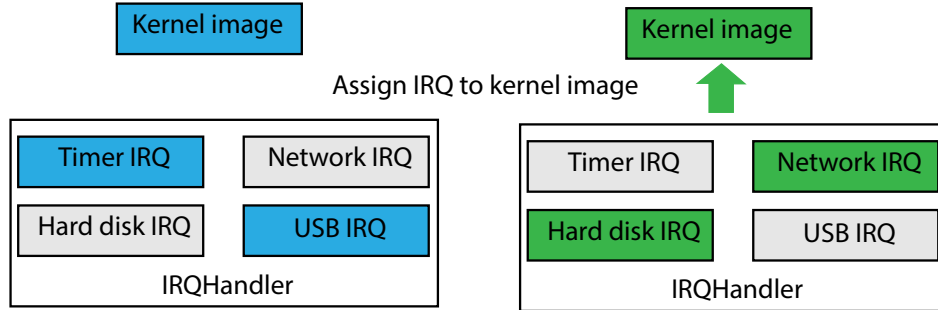 Kernel image
Kernel image
Assign IRQ to kernel image
Timer IRQ
Network IRQ
Hard disk IRQ
USB IRQ
IRQHandler
Timer IRQ
Network IRQ
Hard disk IRQ
USB IRQ
IRQHandler